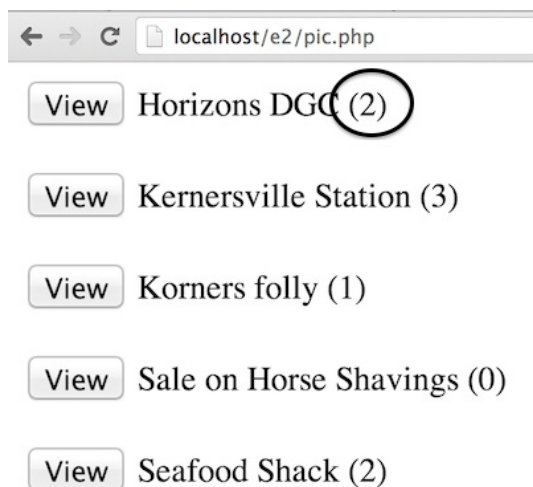 localhost/e2/pic.php
View Horizons DGC (2)
View Kernersville Station (3)
View Korners folly (1)
View Sale on Horse Shavings (0)
View Seafood Shack (2)